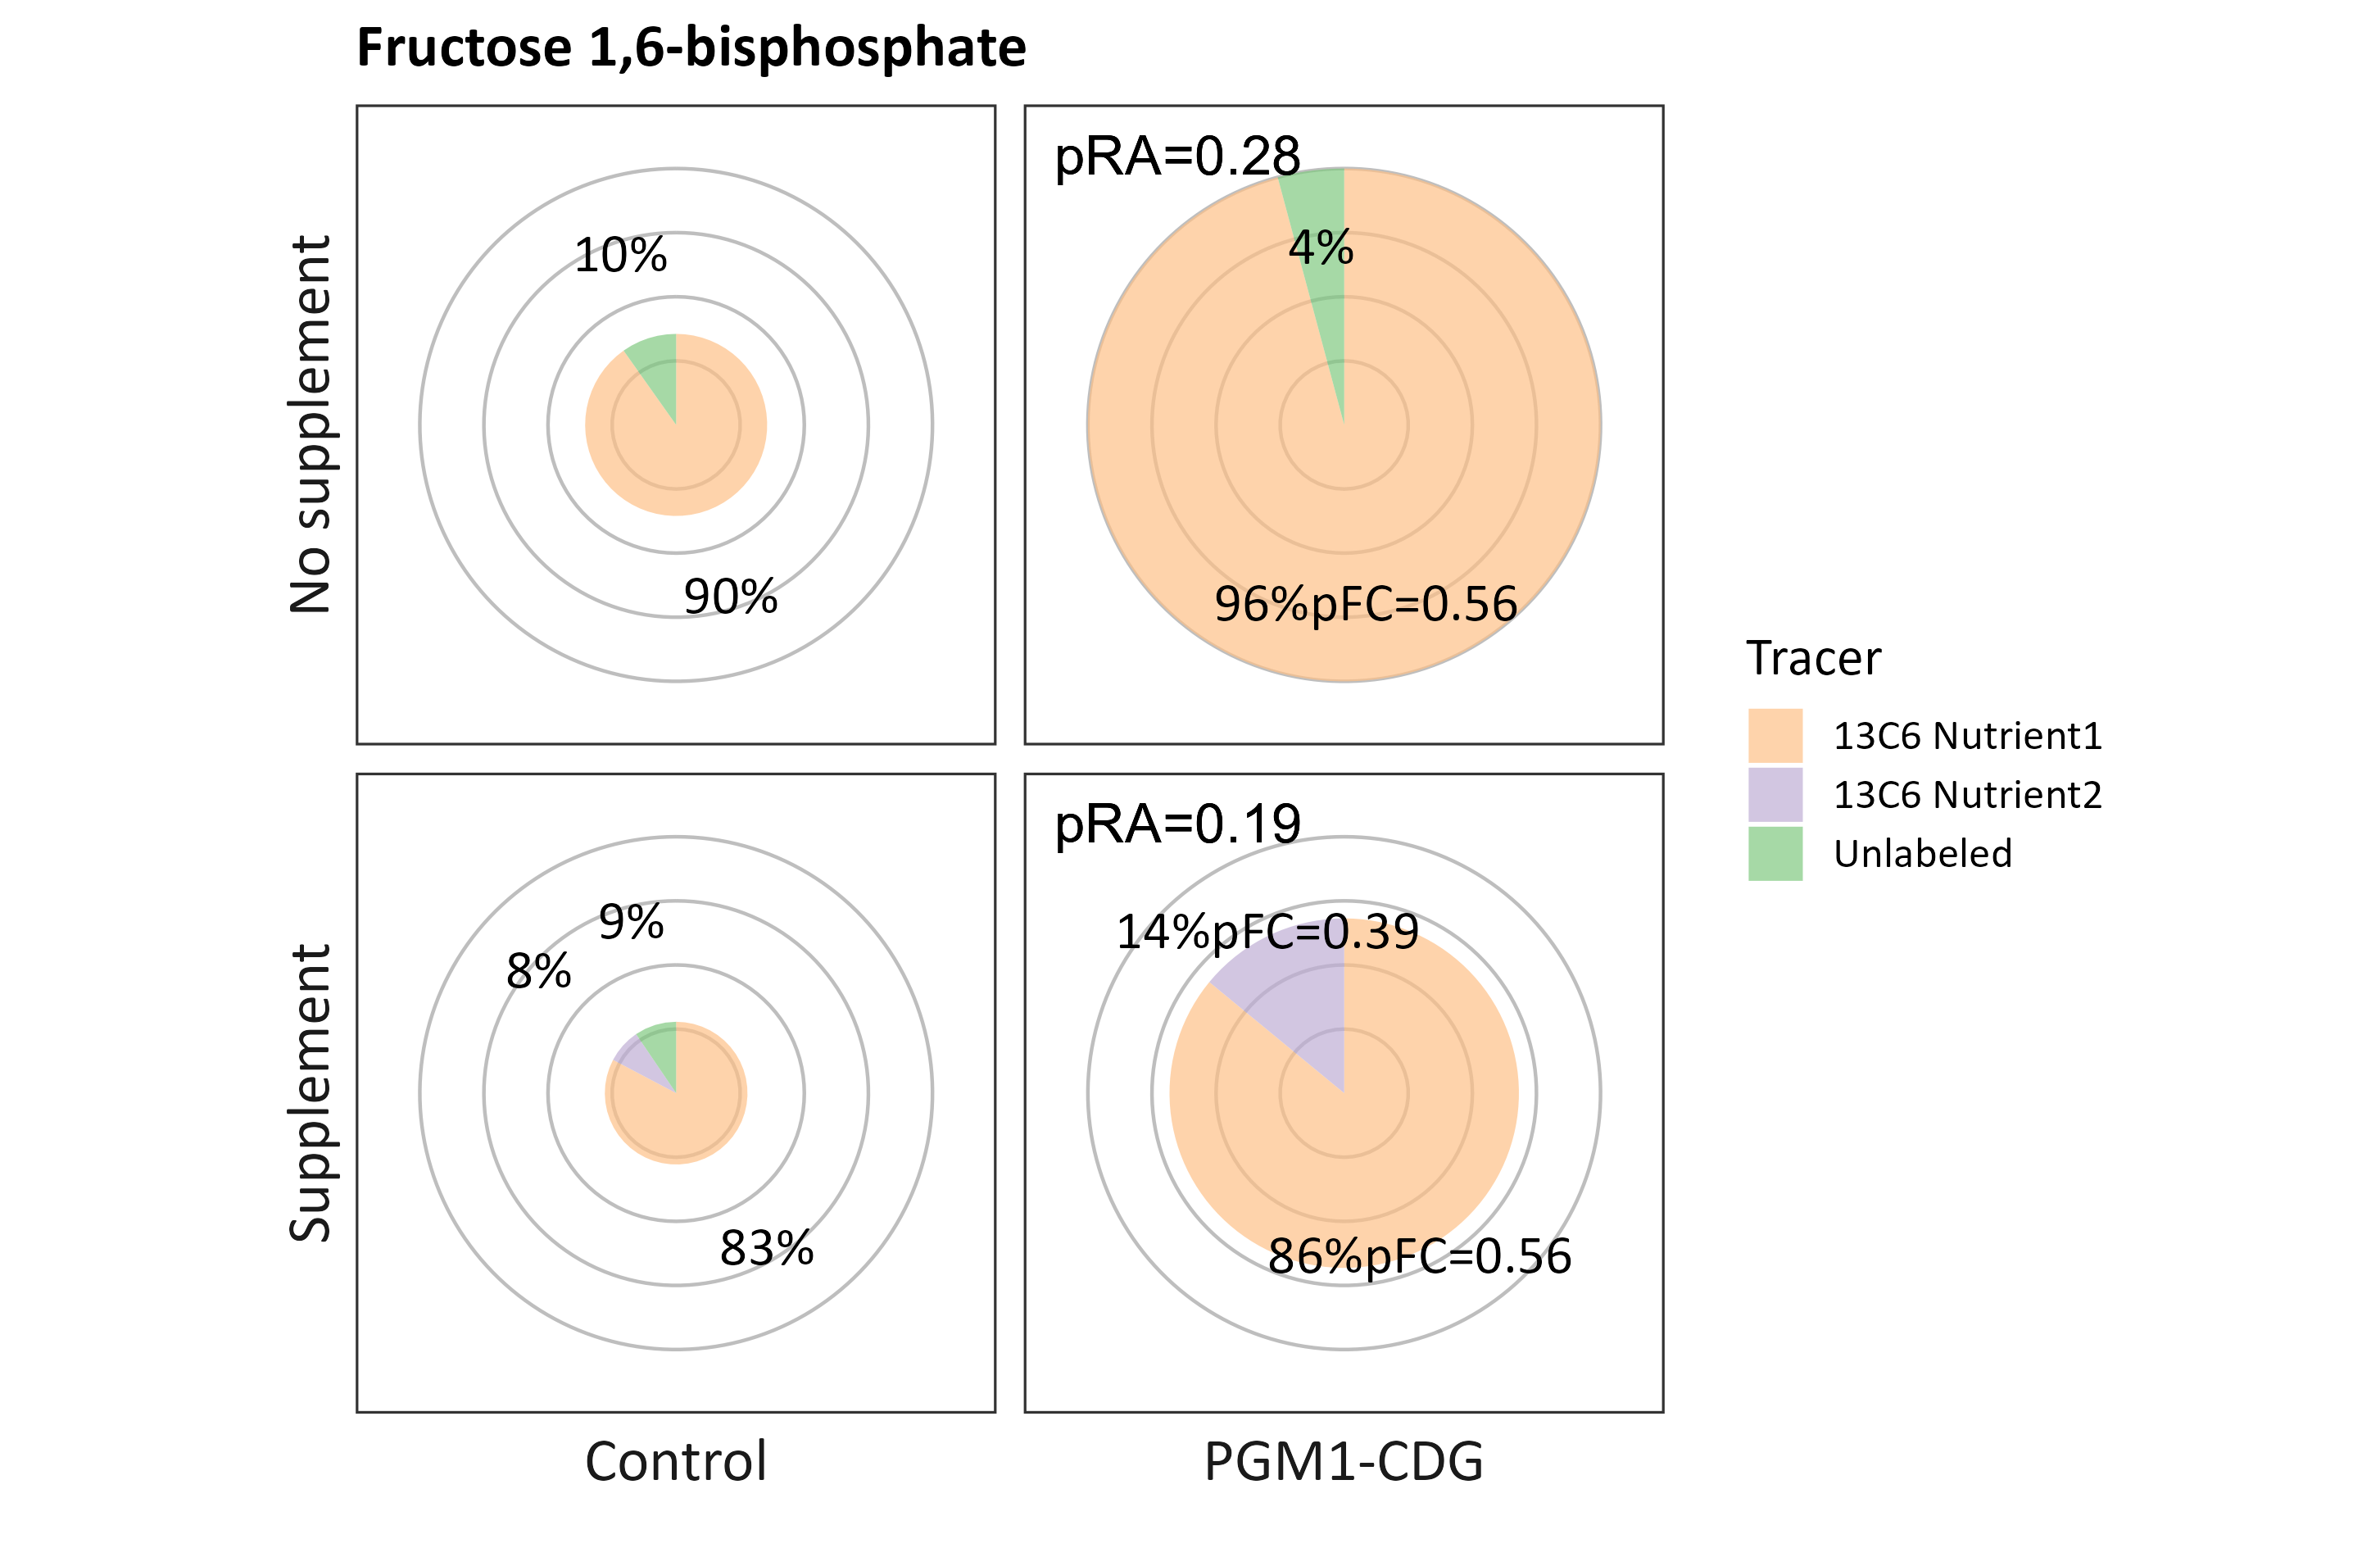 Fructose 1,6-bisphosphate
No supplement
10%
90%
pRA=0.28
4%
96%pFC=0.56
Supplement
9%
8%
83%
pRA=0.19
14%pFC=0.39
86%pFC=0.56
Control
PGM1-CDG
Tracer
13C6 Nutrient1
13C6 Nutrient2
Unlabeled